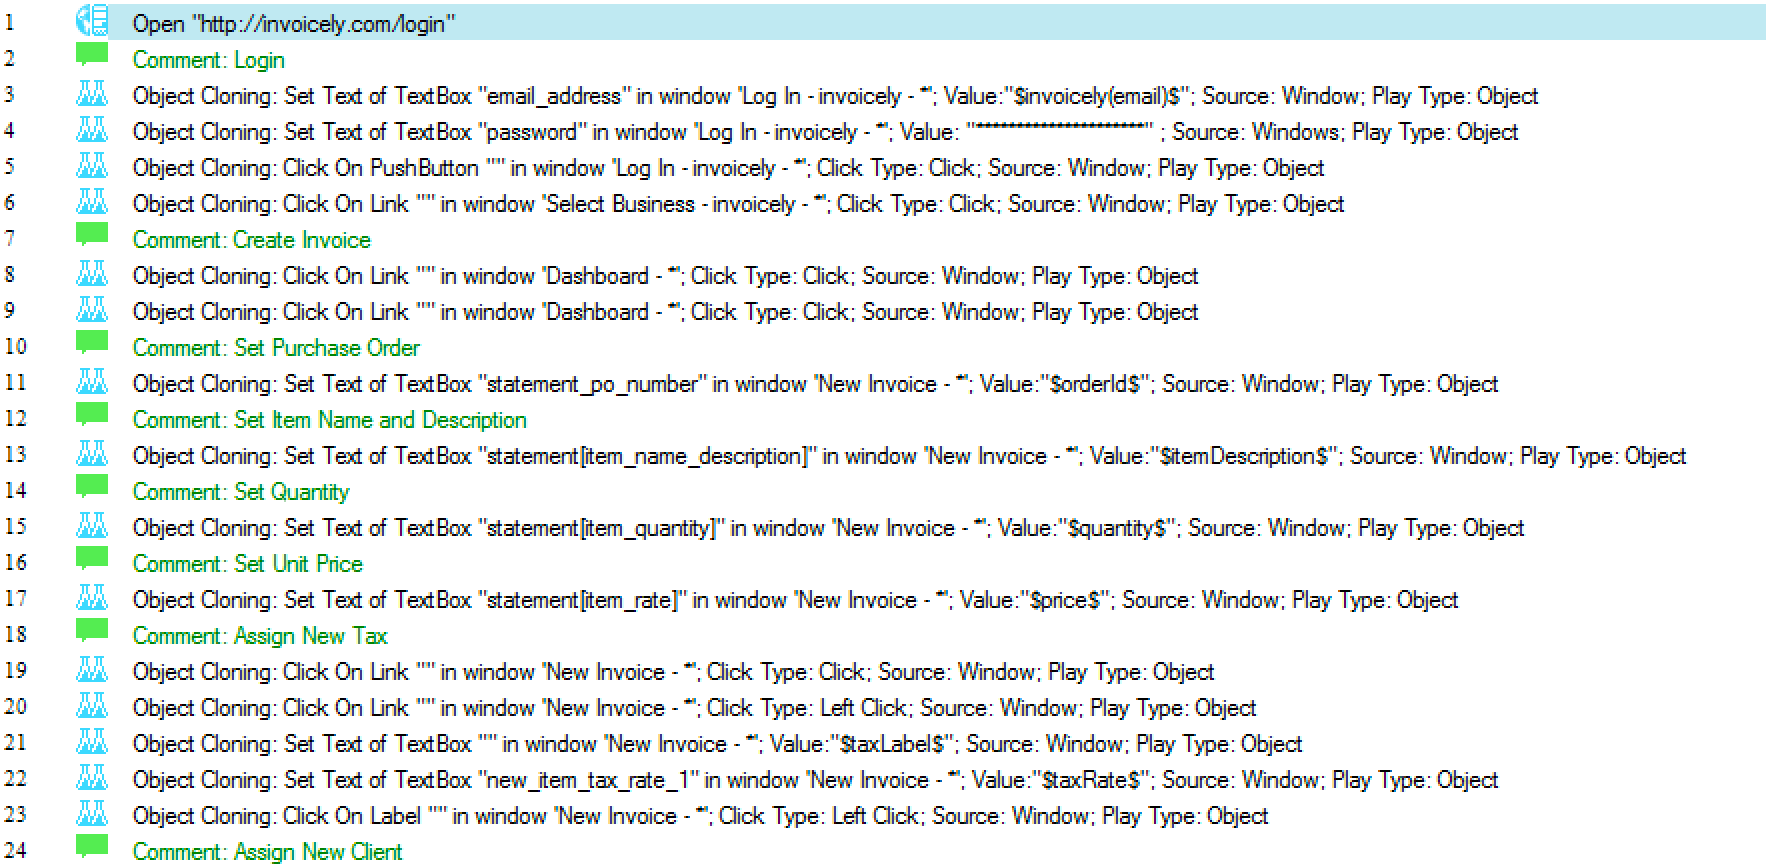 1 Open "http://invoicely.com/login"
2 Comment: Login
3 Object Cloning: Set Text of TextBox "email_address" in window 'Log In - invoicely - *'; Value:"$invoicely(email)$"; Source: Window; Play Type: Object
4 Object Cloning: Set Text of TextBox "password" in window 'Log In - invoicely - *'; Value: "*********************" ; Source: Windows; Play Type: Object
5 Object Cloning: Click On PushButton "" in window 'Log In - invoicely - *'; Click Type: Click; Source: Window; Play Type: Object
6 Object Cloning: Click On Link "" in window 'Select Business - invoicely - *'; Click Type: Click; Source: Window; Play Type: Object
7 Comment: Create Invoice
8 Object Cloning: Click On Link "" in window 'Dashboard - *'; Click Type: Click; Source: Window; Play Type: Object
9 Object Cloning: Click On Link "" in window 'Dashboard - *'; Click Type: Click; Source: Window; Play Type: Object
10 Comment: Set Purchase Order
11 Object Cloning: Set Text of TextBox "statement_po_number" in window 'New Invoice - *'; Value:"$orderId$"; Source: Window; Play Type: Object
12 Comment: Set Item Name and Description
13 Object Cloning: Set Text of TextBox "statement[item_name_description]" in window 'New Invoice - *'; Value:"$itemDescription$"; Source: Window; Play Type: Object
14 Comment: Set Quantity
15 Object Cloning: Set Text of TextBox "statement[item_quantity]" in window 'New Invoice - *'; Value:"$quantity$"; Source: Window; Play Type: Object
16 Comment: Set Unit Price
17 Object Cloning: Set Text of TextBox "statement[item_rate]" in window 'New Invoice - *'; Value:"$price$"; Source: Window; Play Type: Object
18 Comment: Assign New Tax
19 Object Cloning: Click On Link "" in window 'New Invoice - *'; Click Type: Click; Source: Window; Play Type: Object
20 Object Cloning: Click On Link "" in window 'New Invoice - *'; Click Type: Left Click; Source: Window; Play Type: Object
21 Object Cloning: Set Text of TextBox "" in window 'New Invoice - *'; Value:"$taxLabel$"; Source: Window; Play Type: Object
22 Object Cloning: Set Text of TextBox "new_item_tax_rate_1" in window 'New Invoice - *'; Value:"$taxRate$"; Source: Window; Play Type: Object
23 Object Cloning: Click On Label "" in window 'New Invoice - *'; Click Type: Left Click; Source: Window; Play Type: Object
24 Comment: Assign New Client